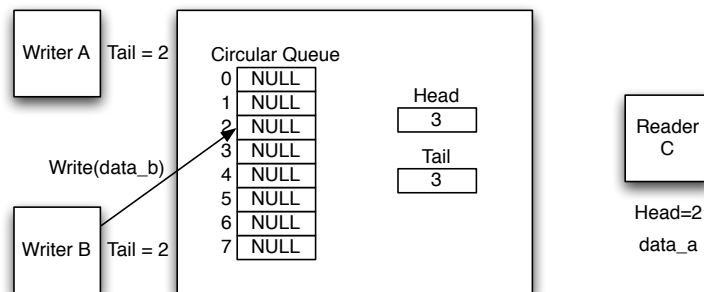 Writer A Tail = 2
Circular Queue
0 NULL
1 NULL
2 NULL
3 NULL
4 NULL
5 NULL
6 NULL
7 NULL
Head
3
Tail
3
Write(data_b)
Writer B Tail = 2
Reader
C
Head=2
data_a